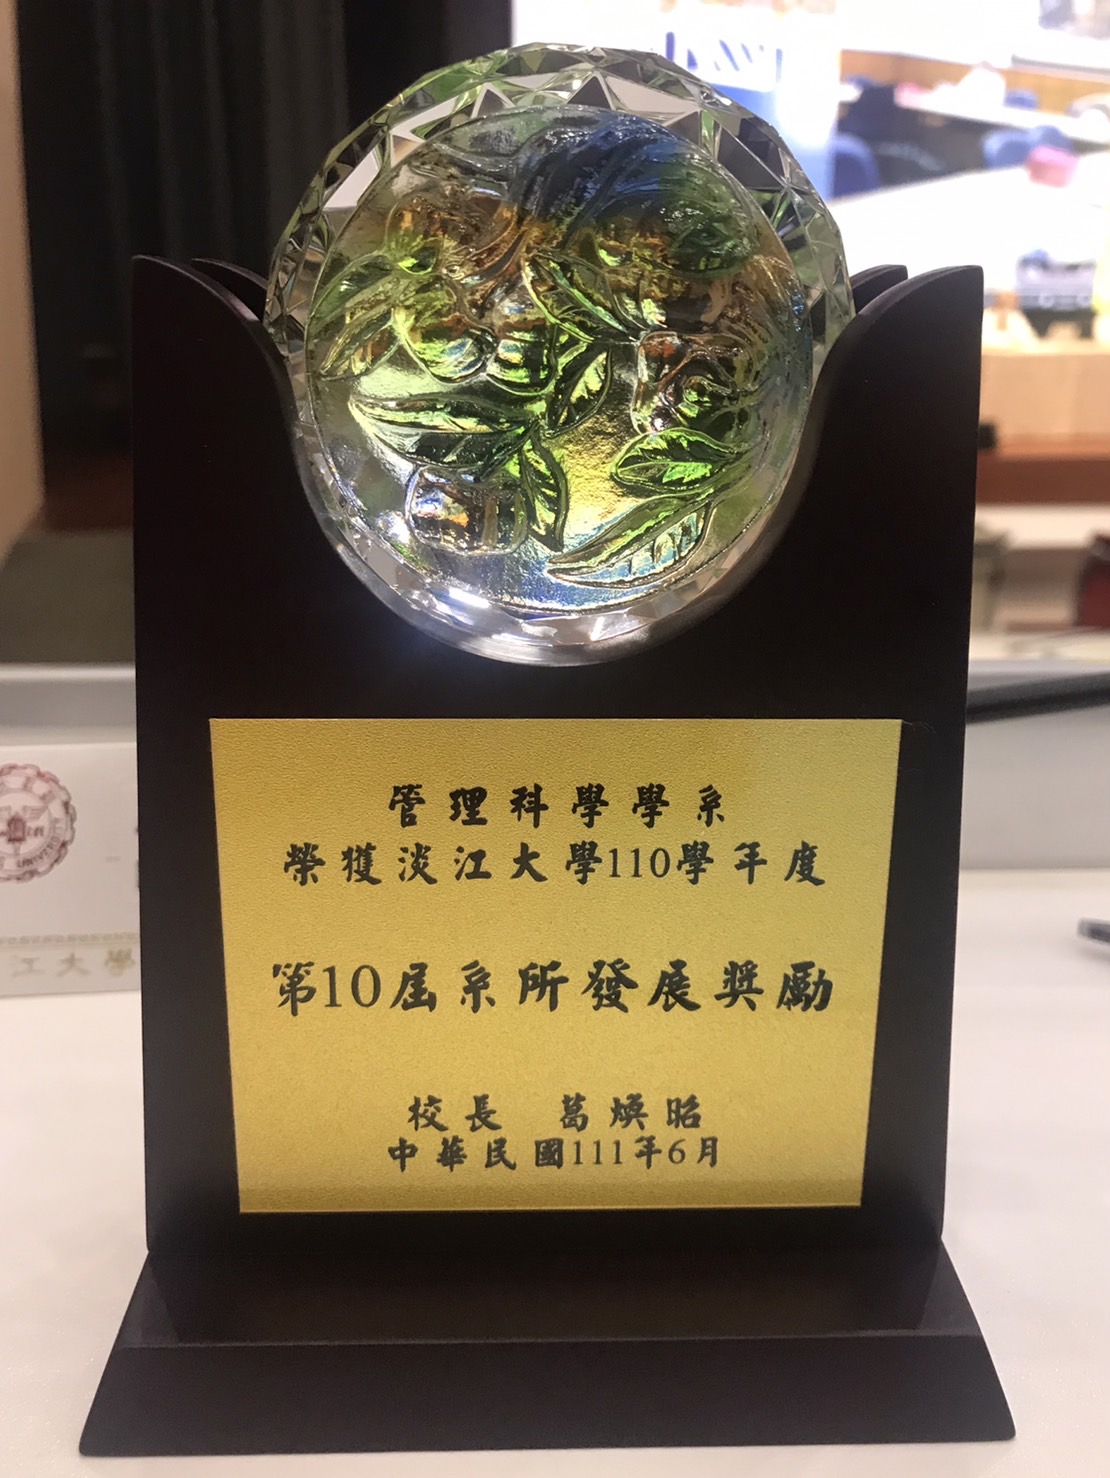 管理科學學系
榮獲淡江大學110學年度
第10屆系所發展獎勵
校長 葛煥昭
中華民國111年6月
江大學
UNIVERSITY